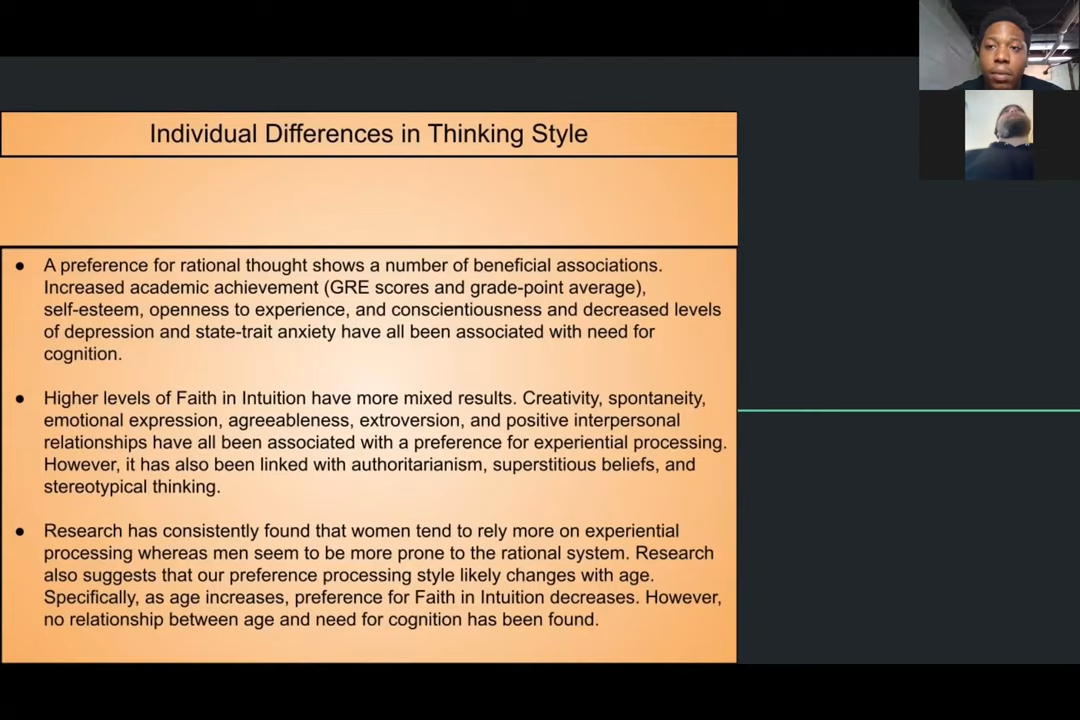 Individual Differences in Thinking Style
● A preference for rational thought shows a number of beneficial associations.
Increased academic achievement (GRE scores and grade-point average),
self-esteem, openness to experience, and conscientiousness and decreased levels
of depression and state-trait anxiety have all been associated with need for
cognition.
● Higher levels of Faith in Intuition have more mixed results. Creativity, spontaneity,
emotional expression, agreeableness, extroversion, and positive interpersonal
relationships have all been associated with a preference for experiential processing.
However, it has also been linked with authoritarianism, superstitious beliefs, and
stereotypical thinking.
● Research has consistently found that women tend to rely more on experiential
processing whereas men seem to be more prone to the rational system. Research
also suggests that our preference processing style likely changes with age.
Specifically, as age increases, preference for Faith in Intuition decreases. However,
no relationship between age and need for cognition has been found.